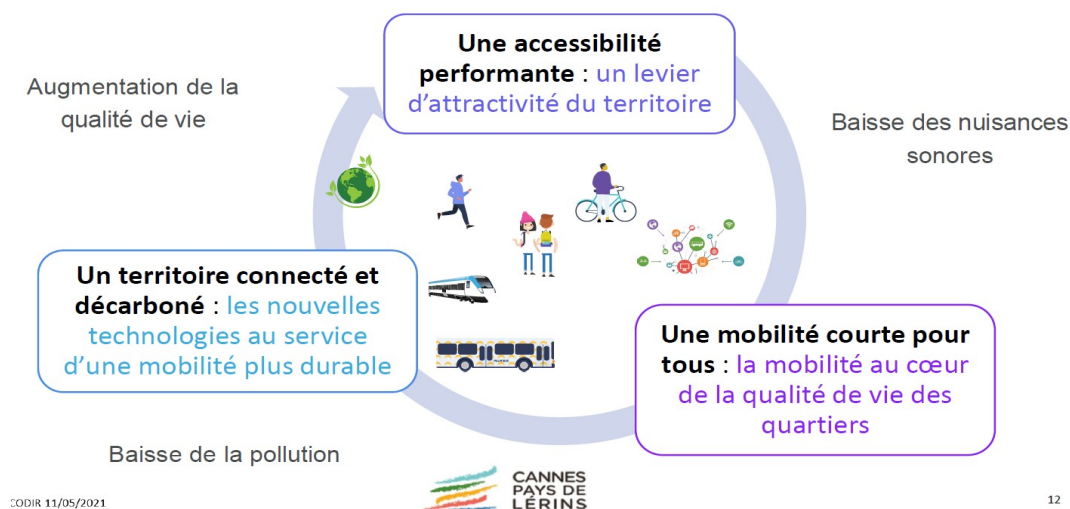 Une accessibilité
performante : un levier
d’attractivité du territoire
Augmentation de la
qualité de vie
Baisse des nuisances
sonores
Un territoire connecté et
décarboné : les nouvelles
technologies au service
d’une mobilité plus durable
Une mobilité courte pour
tous : la mobilité au cœur
de la qualité de vie des
quartiers
Baisse de la pollution
CANNES
PAYS DE
LÉRINS
CODIR 11/05/2021
12